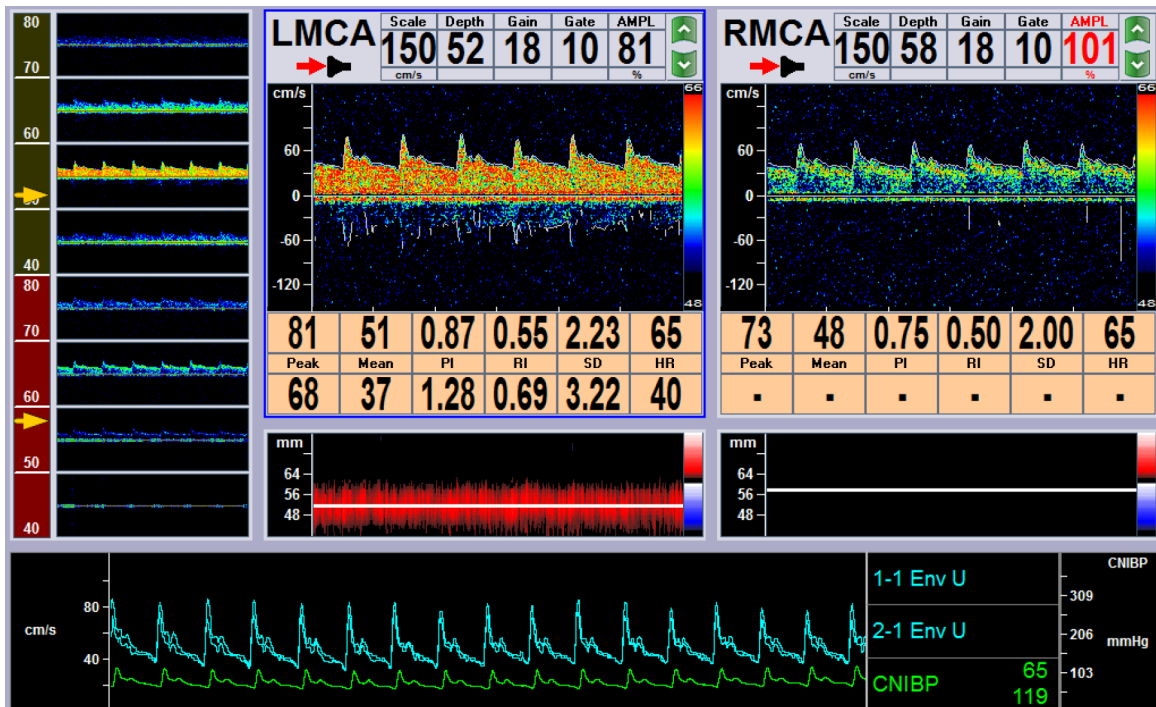 80
70
60
50
40
80
70
60
50
40
LMCA
Scale Depth Gain Gate AMPL
150 52 18 10 81
cm/s %
cm/s
60
0
-60
-120
66
48
81 51 0.87 0.55 2.23 65
Peak Mean PI RI SD HR
68 37 1.28 0.69 3.22 40
RMCA
Scale Depth Gain Gate AMPL
150 58 18 10 101
cm/s %
cm/s
60
0
-60
-120
66
48
73 48 0.75 0.50 2.00 65
Peak Mean PI RI SD HR
- - - - - -
mm
64
56
48
mm
64
56
48
cm/s
80
40
1-1 Env U
2-1 Env U
CNIBP 65
119
CNIBP
309
206 mmHg
103